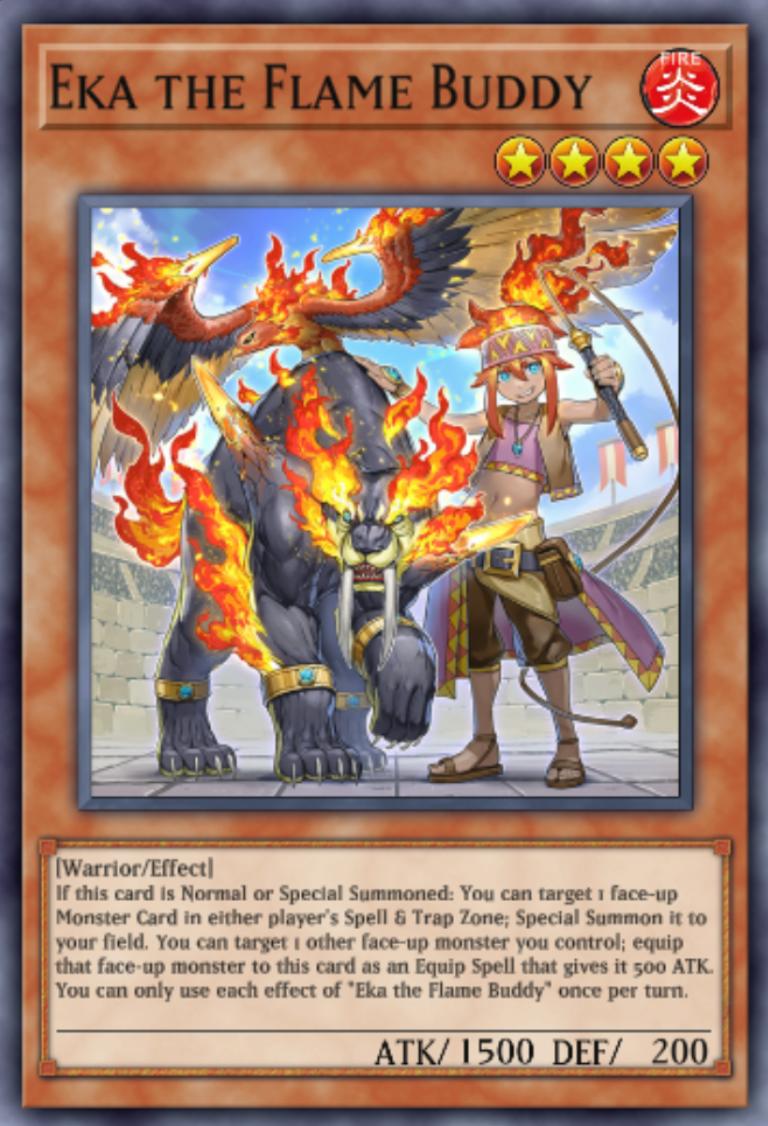 EKA THE FLAME BUDDY
FIRE
炎
[Warrior/Effect]
If this card is Normal or Special Summoned: You can target 1 face-up
Monster Card in either player's Spell & Trap Zone; Special Summon it to
your field. You can target 1 other face-up monster you control; equip
that face-up monster to this card as an Equip Spell that gives it 500 ATK.
You can only use each effect of "Eka the Flame Buddy" once per turn.
ATK/ 1500 DEF/ 200